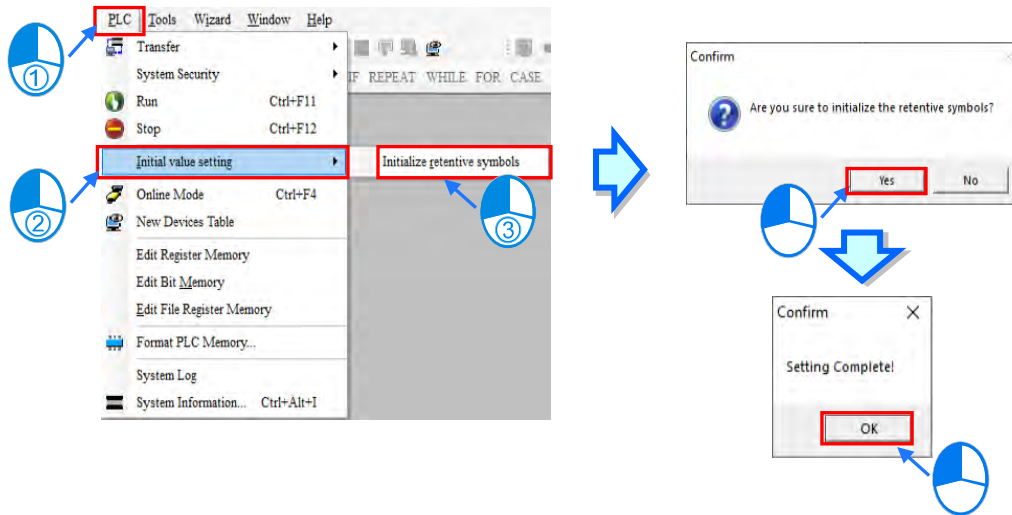 PLC Tools Wizard Window Help
Transfer
System Security
IF REPEAT WHILE FOR CASE
Run Ctrl+F11
Stop Ctrl+F12
Initial value setting
Initialize retentive symbols
Online Mode Ctrl+F4
New Devices Table
Edit Register Memory
Edit Bit Memory
Edit File Register Memory
Format PLC Memory...
System Log
System Information... Ctrl+Alt+I
①
②
③
Confirm
Are you sure to initialize the retentive symbols?
Yes No
Confirm
Setting Complete!
OK